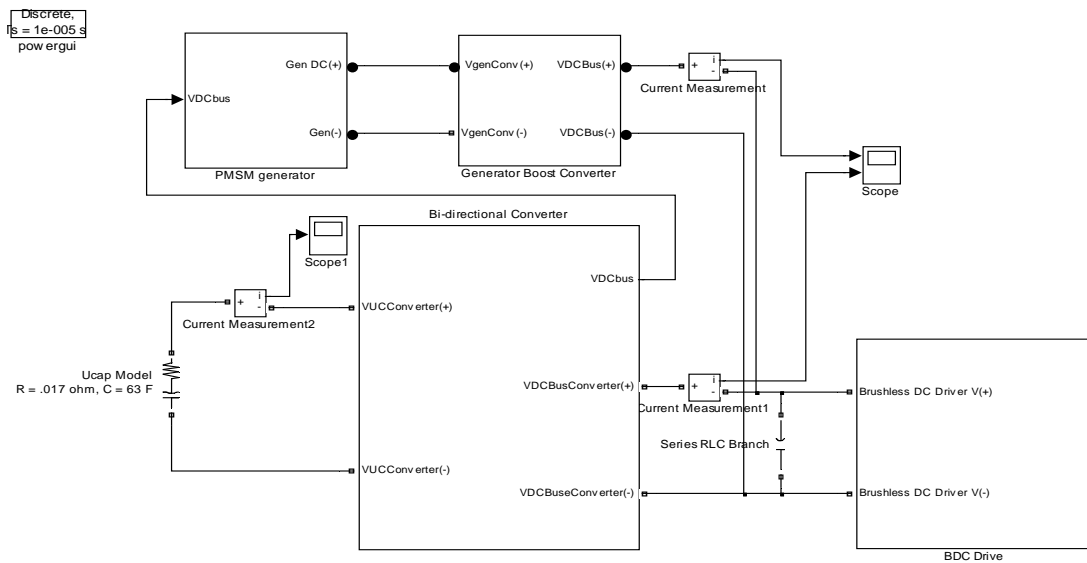 Discrete,
Ts = 1e-005 s
powergui
Gen DC(+)
VDCbus
Gen(-)
PMSM generator
VgenConv(+)
VDCBus(+)
VgenConv(-)
VDCBus(-)
Generator Boost Converter
+
i
-
Current Measurement
Scope
Bi-directional Converter
Scope1
VDCbus
+
i
-
Current Measurement2
VUCConverter(+)
Ucap Model
R = .017 ohm, C = 63 F
VDCBusConverter(+)
+
i
-
Current Measurement1
Brushless DC Driver V(+)
Series RLC Branch
VUCConverter(-)
VDCBuseConverter(-)
Brushless DC Driver V(-)
BDC Drive